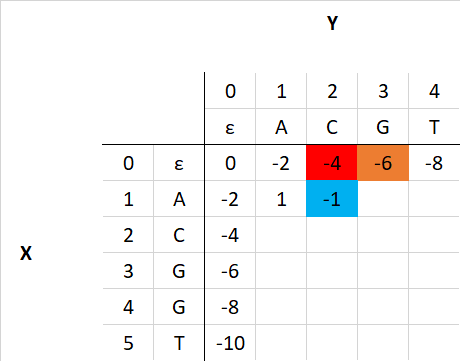 Y
0 1 2 3 4
ε A C G T
0 ε 0 -2 -4 -6 -8
1 A -2 1 -1
2 C -4
X
3 G -6
4 G -8
5 T -10